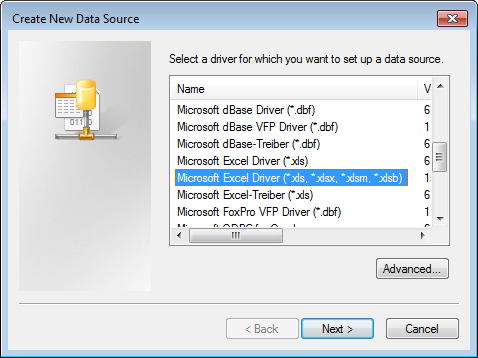 Create New Data Source
Select a driver for which you want to set up a data source.
Name V
Microsoft dBase Driver (*.dbf) 6
Microsoft dBase VFP Driver (*.dbf) 1
Microsoft dBase-Treiber (*.dbf) 6
Microsoft Excel Driver (*.xls) 6
Microsoft Excel Driver (*.xls, *.xlsx, *.xlsm, *.xlsb) 1
Microsoft Excel-Treiber (*.xls) 6
Microsoft FoxPro VFP Driver (*.dbf) 1
Advanced...
< Back
Next >
Cancel